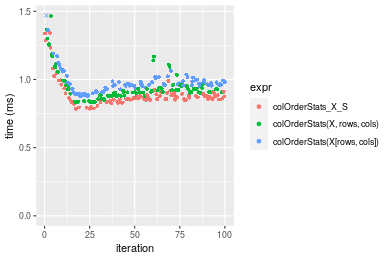 1.5
1.0
0.5
0.0
time (ms)
0 25 50 75 100
iteration
expr
colOrderStats_X_S
colOrderStats(X, rows, cols)
colOrderStats(X[rows, cols])